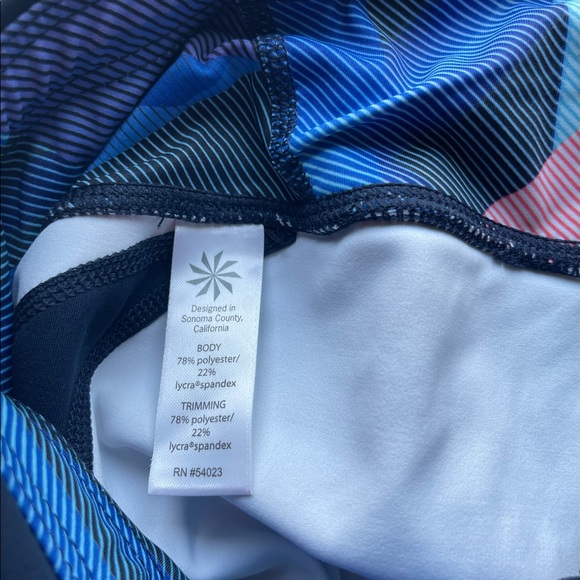 Designed in
Sonoma County,
California
BODY
78% polyester/
22%
lycra®spandex
TRIMMING
78% polyester/
22%
lycra®spandex
RN #54023